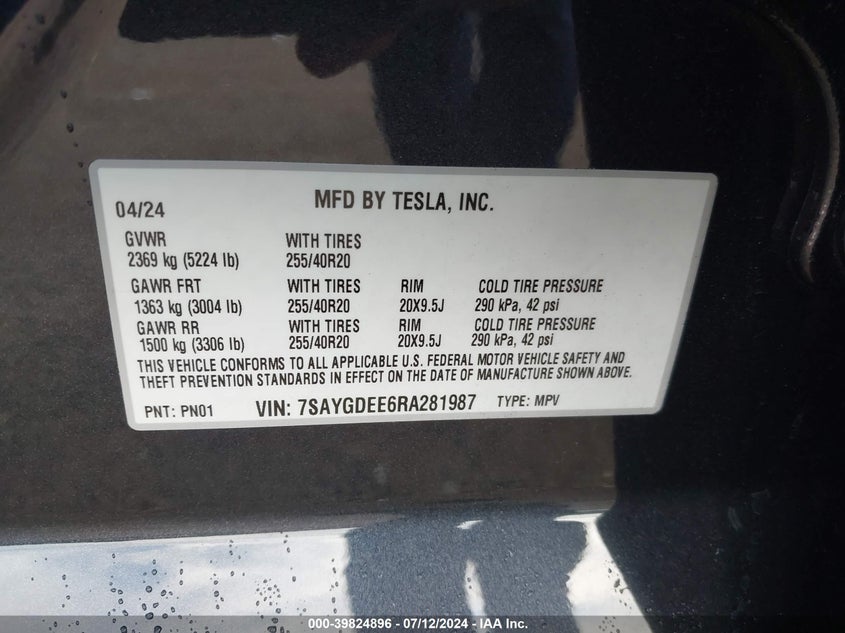 04/24 MFD BY TESLA, INC.
GVWR WITH TIRES
2369 kg (5224 lb) 255/40R20
GAWR FRT WITH TIRES RIM COLD TIRE PRESSURE
1363 kg (3004 lb) 255/40R20 20X9.5J 290 kPa, 42 psi
GAWR RR WITH TIRES RIM COLD TIRE PRESSURE
1500 kg (3306 lb) 255/40R20 20X9.5J 290 kPa, 42 psi
THIS VEHICLE CONFORMS TO ALL APPLICABLE U.S. FEDERAL MOTOR VEHICLE SAFETY AND
THEFT PREVENTION STANDARDS IN EFFECT ON THE DATE OF MANUFACTURE SHOWN ABOVE.
PNT: PN01 VIN: 7SAYGDEE6RA281987 TYPE: MPV
000-39824896 - 07/12/2024 - IAA Inc.